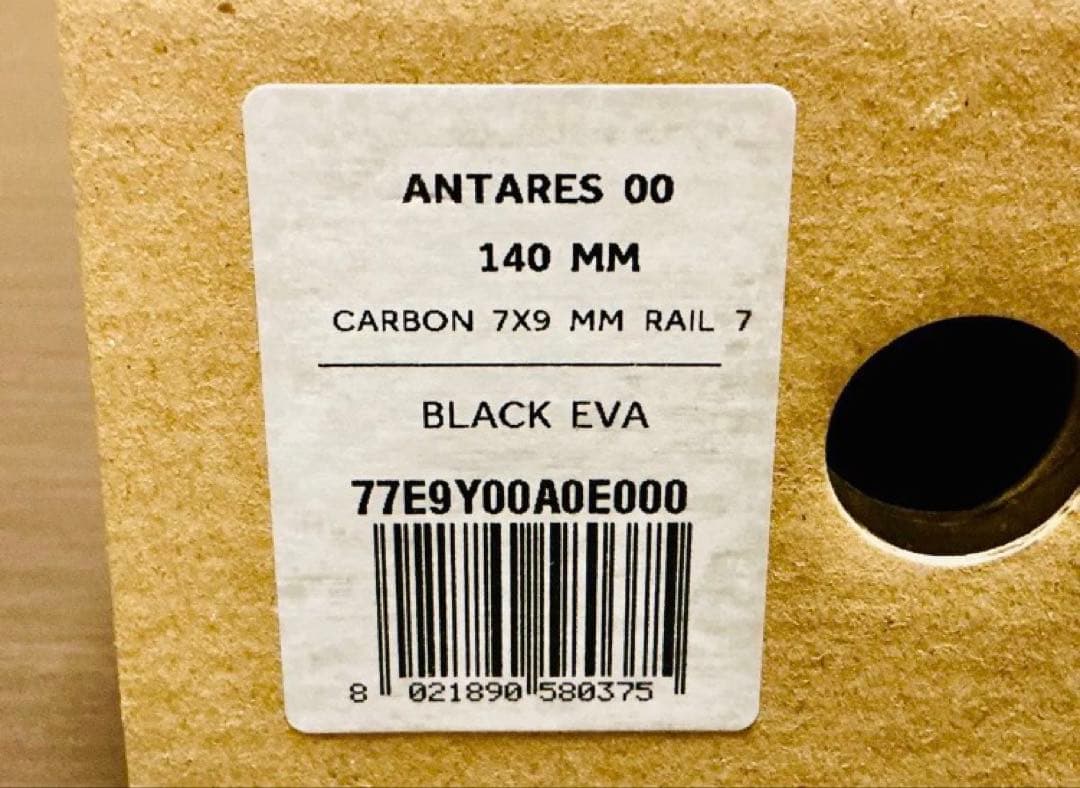 ANTARES 00
140 MM
CARBON 7X9 MM RAIL 7
BLACK EVA
77E9Y00A0E000
8 021890 580375